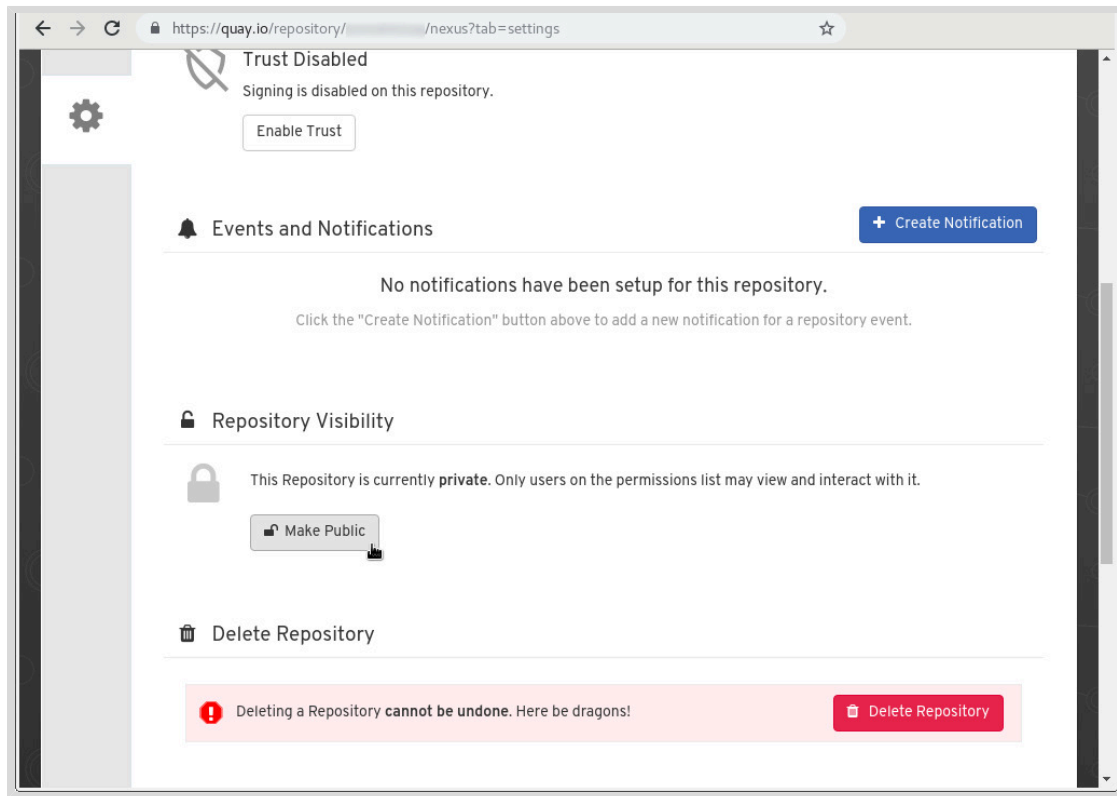 https://quay.io/repository/ /nexus?tab=settings
Trust Disabled
Signing is disabled on this repository.
Enable Trust
Events and Notifications
+ Create Notification
No notifications have been setup for this repository.
Click the "Create Notification" button above to add a new notification for a repository event.
Repository Visibility
This Repository is currently private. Only users on the permissions list may view and interact with it.
Make Public
Delete Repository
Deleting a Repository cannot be undone. Here be dragons!
Delete Repository